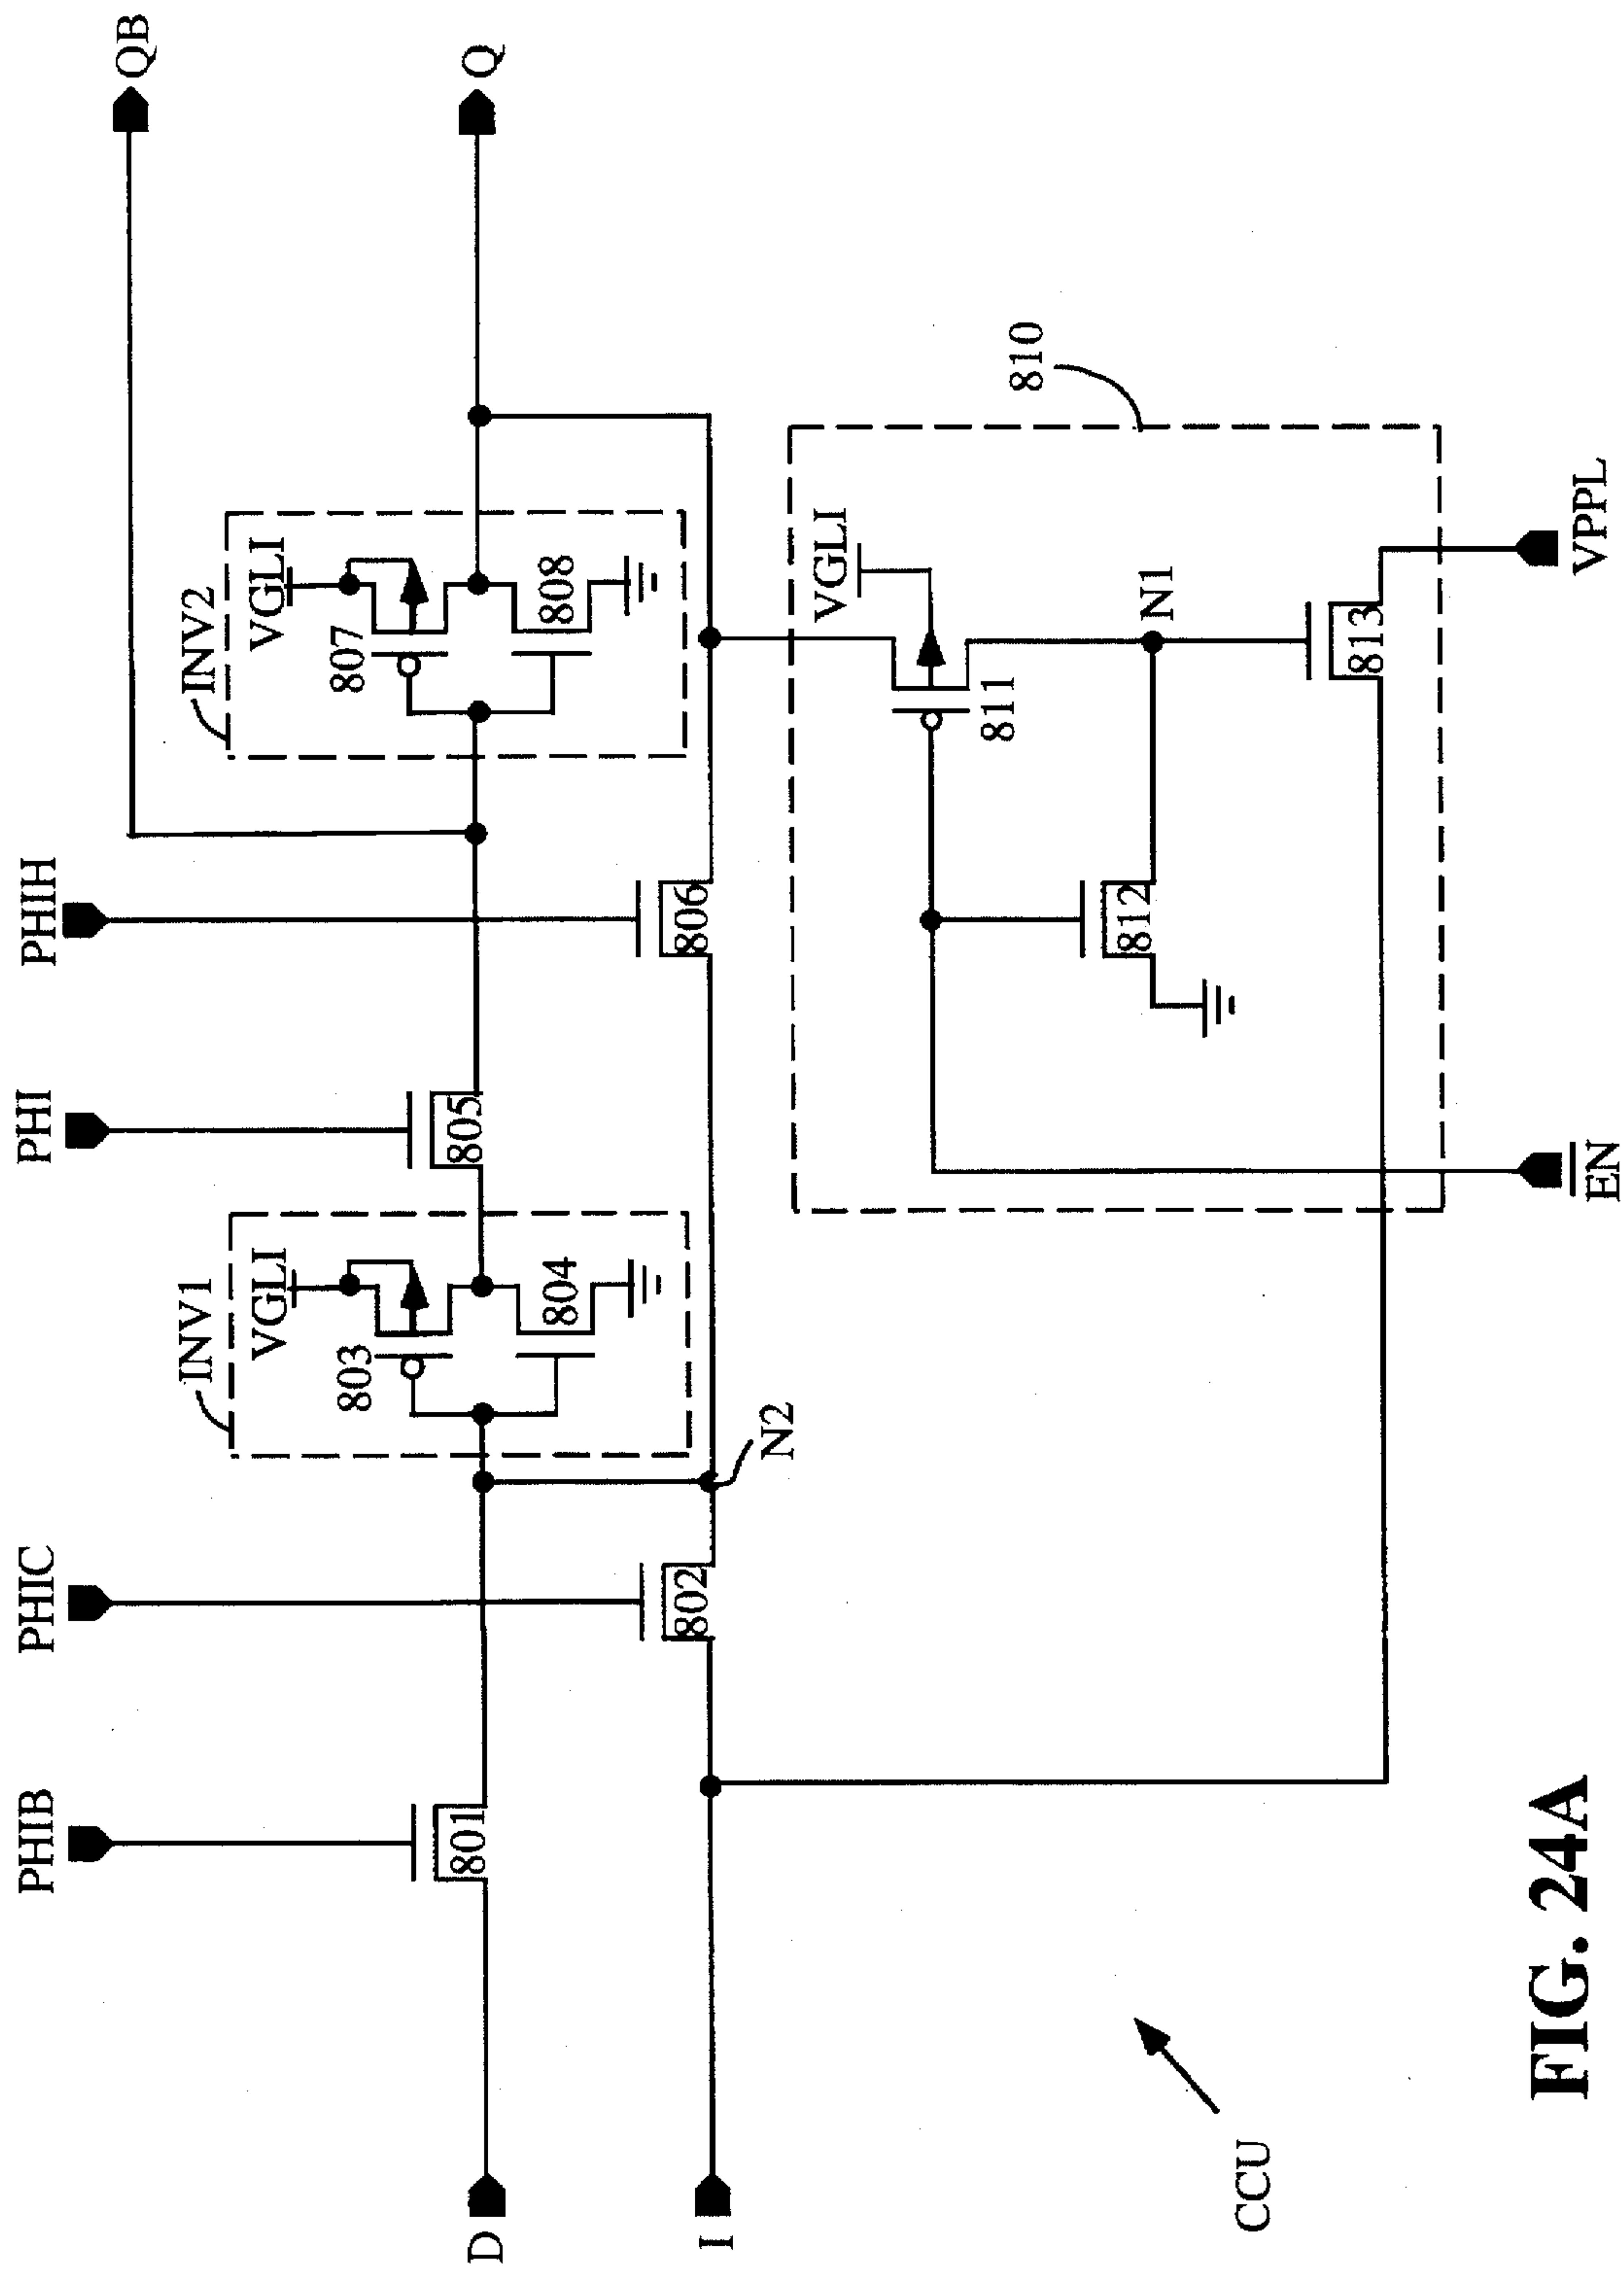 PHIB
PHIC
PHI
PHIH
QB
INV1
VGLI
803
804
INV2
VGLI
807
808
D
801
805
Q
I
802
N2
806
810
VGLI
811
812
N1
813
EN
VPPL
CCU
FIG. 24A